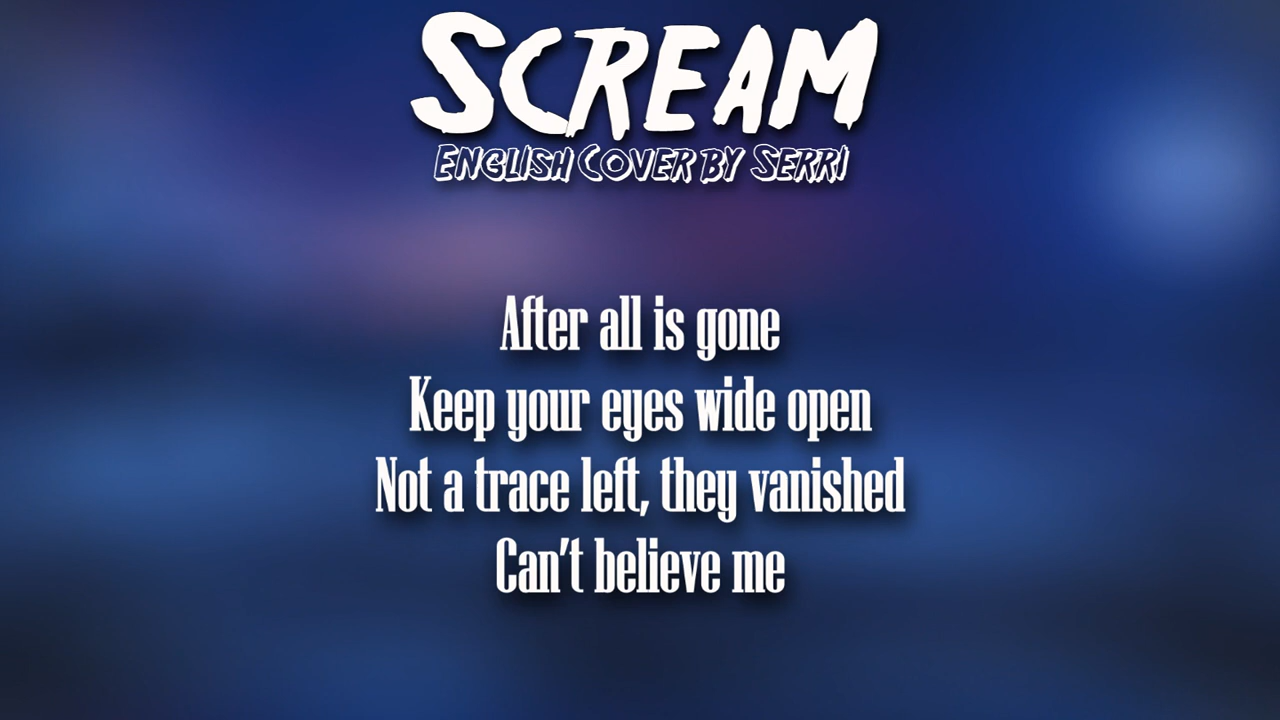 SCREAM
ENGLISH COVER BY SERRI
After all is gone
Keep your eyes wide open
Not a trace left, they vanished
Can't believe me